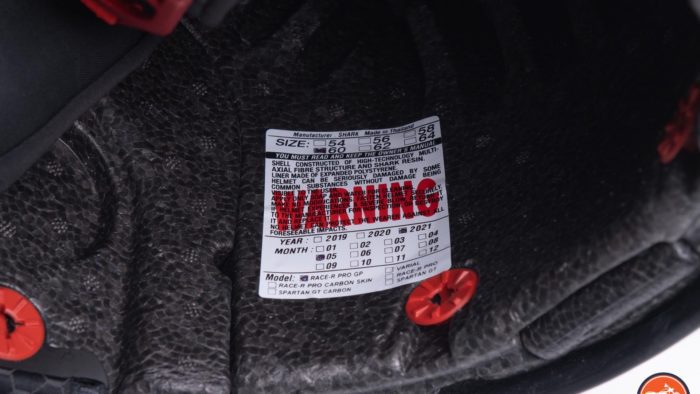 Manufacturer SHARK Made in Thailand
SIZE: 54 56 58
60 62 64
YOU MUST READ AND KEEP THE OWNER'S MANUAL
SHELL CONSTRUCTED OF HIGH-TECHNOLOGY MULTI-
AXIAL FIBRE STRUCTURE AND SHARK RESIN.
LINER MADE OF EXPANDED POLYSTYRENE.
HELMET CAN BE SERIOUSLY DAMAGED BY SOME
COMMON SUBSTANCES WITHOUT DAMAGE BEING
WARNING
FORESEEABLE IMPACTS.
YEAR: 2019 2020 2021
MONTH: 01 02 03 04
05 06 07 08
09 10 11 12
Model: RACE-R PRO GP VARIAL
RACE-R PRO CARBON SKIN RACE-R PRO
SPARTAN GT CARBON SPARTAN GT